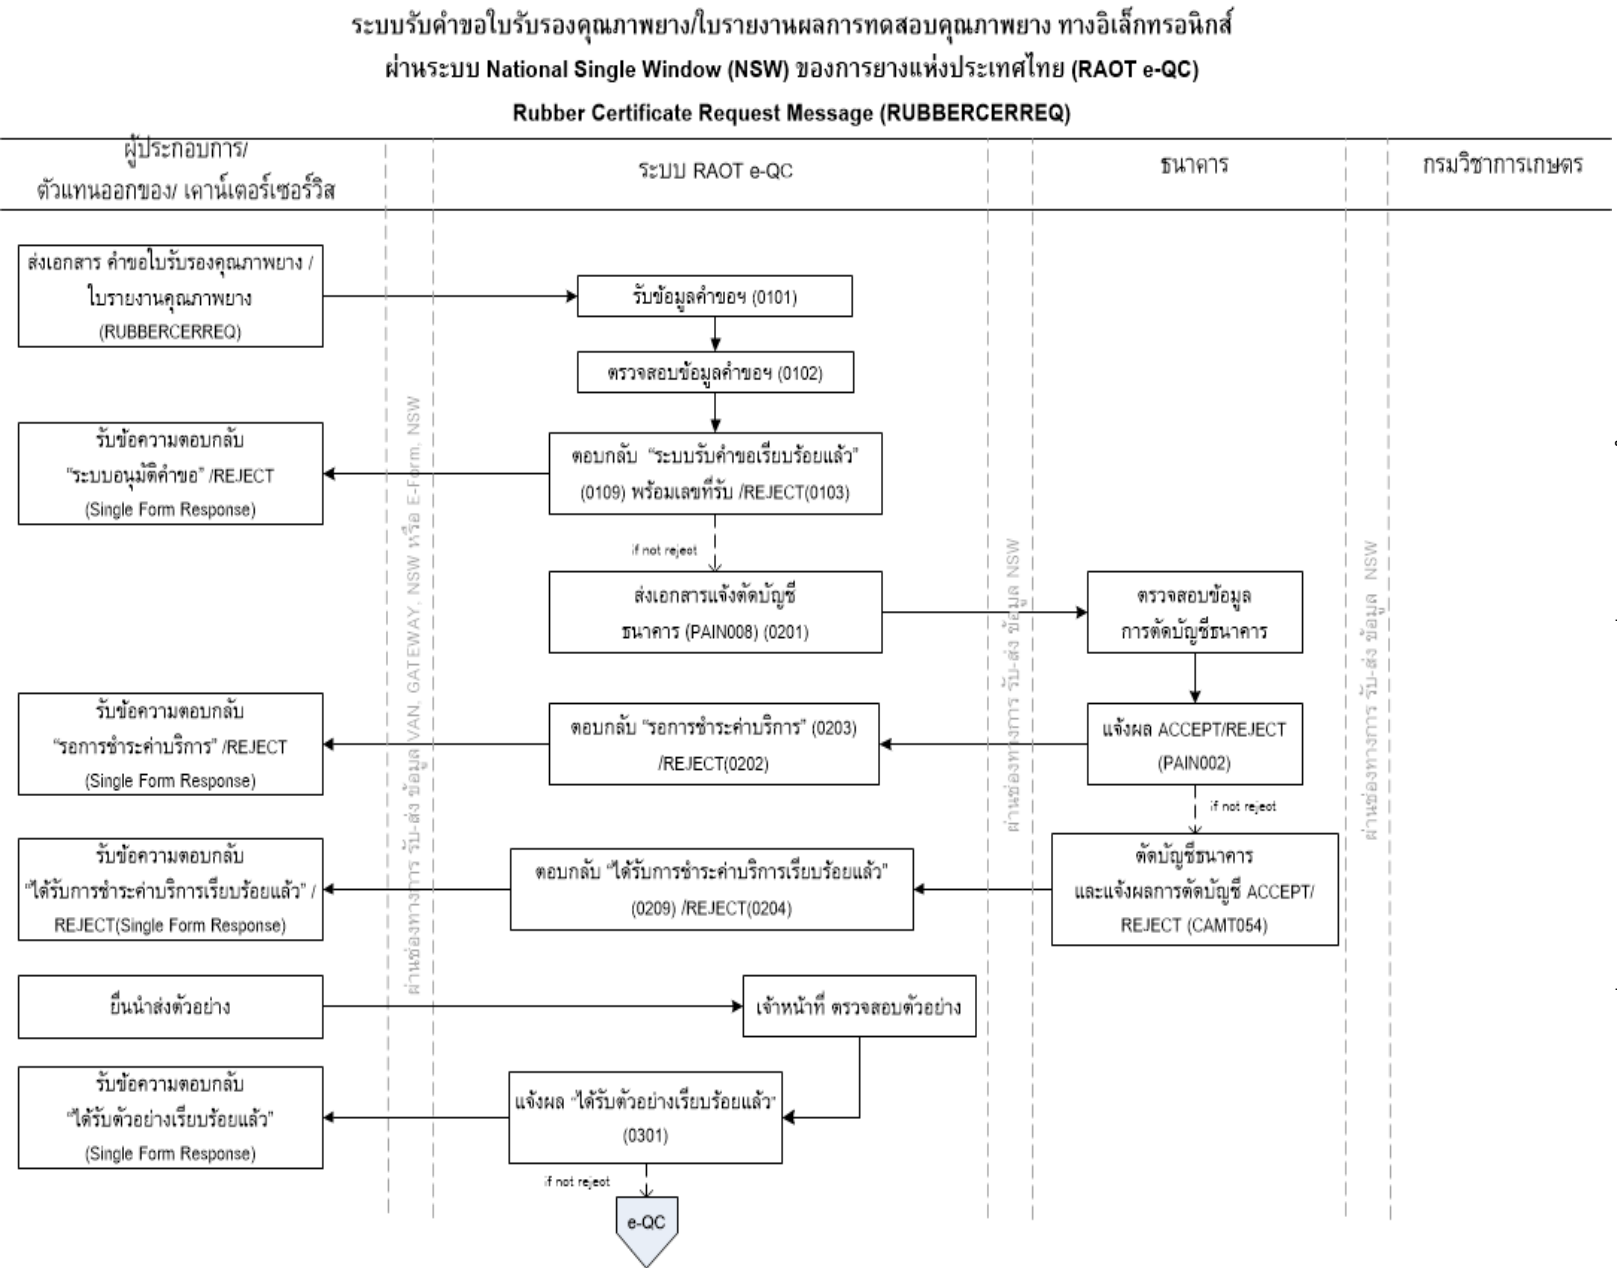 ระบบรับคำขอใบรับรองคุณภาพยาง/ใบรายงานผลการทดสอบคุณภาพยาง ทางอิเล็กทรอนิกส์
ผ่านระบบ National Single Window (NSW) ของการยางแห่งประเทศไทย (RAOT e-QC)
Rubber Certificate Request Message (RUBBERCERREQ)
ผู้ประกอบการ/
ตัวแทนออกของ/ เคาน์เตอร์เซอร์วิส
ระบบ RAOT e-QC
ธนาคาร
กรมวิชาการเกษตร
ส่งเอกสาร คำขอใบรับรองคุณภาพยาง /
ใบรายงานคุณภาพยาง
(RUBBERCERREQ)
รับข้อมูลคำขอฯ (0101)
ตรวจสอบข้อมูลคำขอฯ (0102)
รับข้อความตอบกลับ
“ระบบอนุมัติคำขอ” /REJECT
(Single Form Response)
ตอบกลับ “ระบบรับคำขอเรียบร้อยแล้ว”
(0109) พร้อมเลขที่รับ /REJECT(0103)
if not reject
ส่งเอกสารแจ้งตัดบัญชี
ธนาคาร (PAIN008) (0201)
ตรวจสอบข้อมูล
การตัดบัญชีธนาคาร
รับข้อความตอบกลับ
“รอการชำระค่าบริการ” /REJECT
(Single Form Response)
ตอบกลับ “รอการชำระค่าบริการ” (0203)
/REJECT(0202)
แจ้งผล ACCEPT/REJECT
(PAIN002)
if not reject
รับข้อความตอบกลับ
“ได้รับการชำระค่าบริการเรียบร้อยแล้ว” /
REJECT(Single Form Response)
ตอบกลับ “ได้รับการชำระค่าบริการเรียบร้อยแล้ว”
(0209) /REJECT(0204)
ตัดบัญชีธนาคาร
และแจ้งผลการตัดบัญชี ACCEPT/
REJECT (CAMT054)
ยื่นนำส่งตัวอย่าง
เจ้าหน้าที่ ตรวจสอบตัวอย่าง
รับข้อความตอบกลับ
“ได้รับตัวอย่างเรียบร้อยแล้ว”
(Single Form Response)
แจ้งผล “ได้รับตัวอย่างเรียบร้อยแล้ว”
(0301)
if not reject
e-QC
ผ่านช่องทางการ รับ-ส่ง ข้อมูล VAN, GATEWAY, NSW หรือ E-Form, NSW
ผ่านช่องทางการ รับ-ส่ง ข้อมูล NSW
ผ่านช่องทางการ รับ-ส่ง ข้อมูล NSW